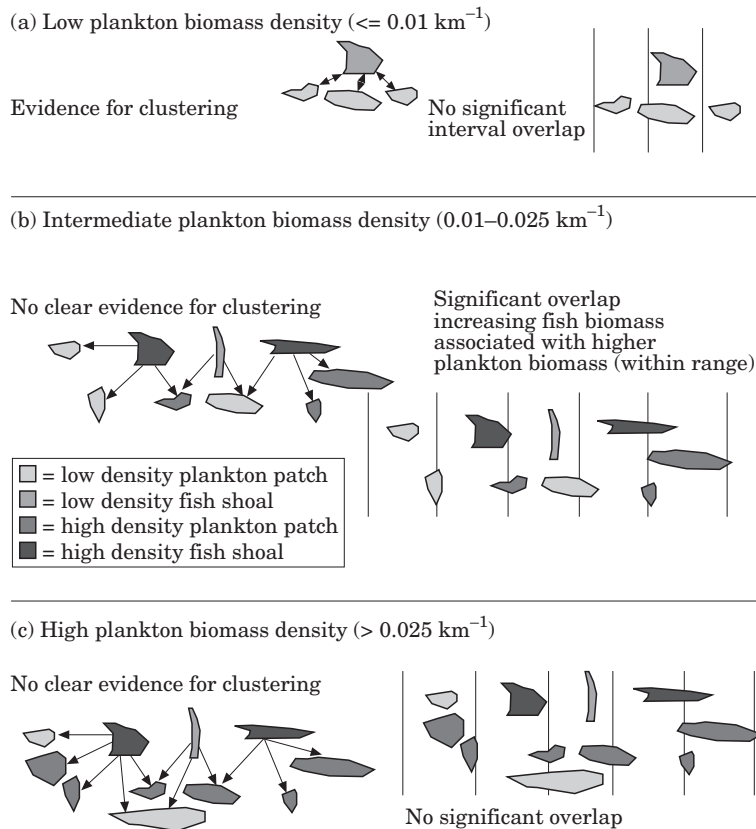 (a) Low plankton biomass density (<= 0.01 km⁻¹)
Evidence for clustering
No significant
interval overlap
(b) Intermediate plankton biomass density (0.01–0.025 km⁻¹)
No clear evidence for clustering
Significant overlap
increasing fish biomass
associated with higher
plankton biomass (within range)
= low density plankton patch
= low density fish shoal
= high density plankton patch
= high density fish shoal
(c) High plankton biomass density (> 0.025 km⁻¹)
No clear evidence for clustering
No significant overlap